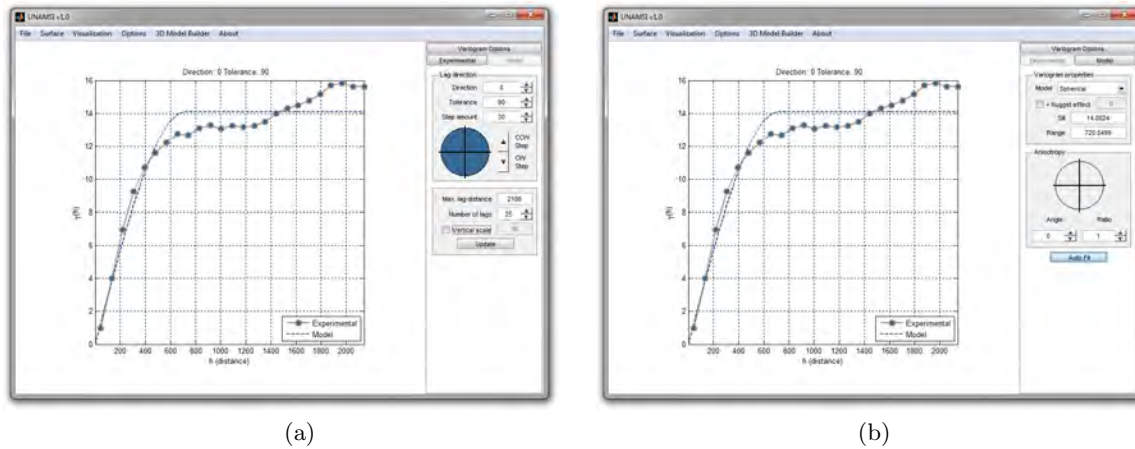 UNAMSI v1.0
File Surface Visualization Options 3D Model Builder About
Variogram Options
Experimental Model
Direction: 0 Tolerance: 90
Lag direction
Direction
Tolerance 90
Step amount 30
CCW Step
CW Step
Max. lag distance 2100
Number of lags 25
Vertical scale
Update
16
14
12
10
8
6
4
2
0
γ(h)
200 400 600 800 1000 1200 1400 1600 1800 2000
h (distance)
Experimental
Model
(a)
UNAMSI v1.0
File Surface Visualization Options 3D Model Builder About
Variogram Options
Experimental Model
Direction: 0 Tolerance: 90
Variogram properties
Model Spherical
+ Nugget effect 0
Sill
Range
Anisotropy
Angle Ratio
0 1
Auto Fit
16
14
12
10
8
6
4
2
0
γ(h)
200 400 600 800 1000 1200 1400 1600 1800 2000
h (distance)
Experimental
Model
(b)